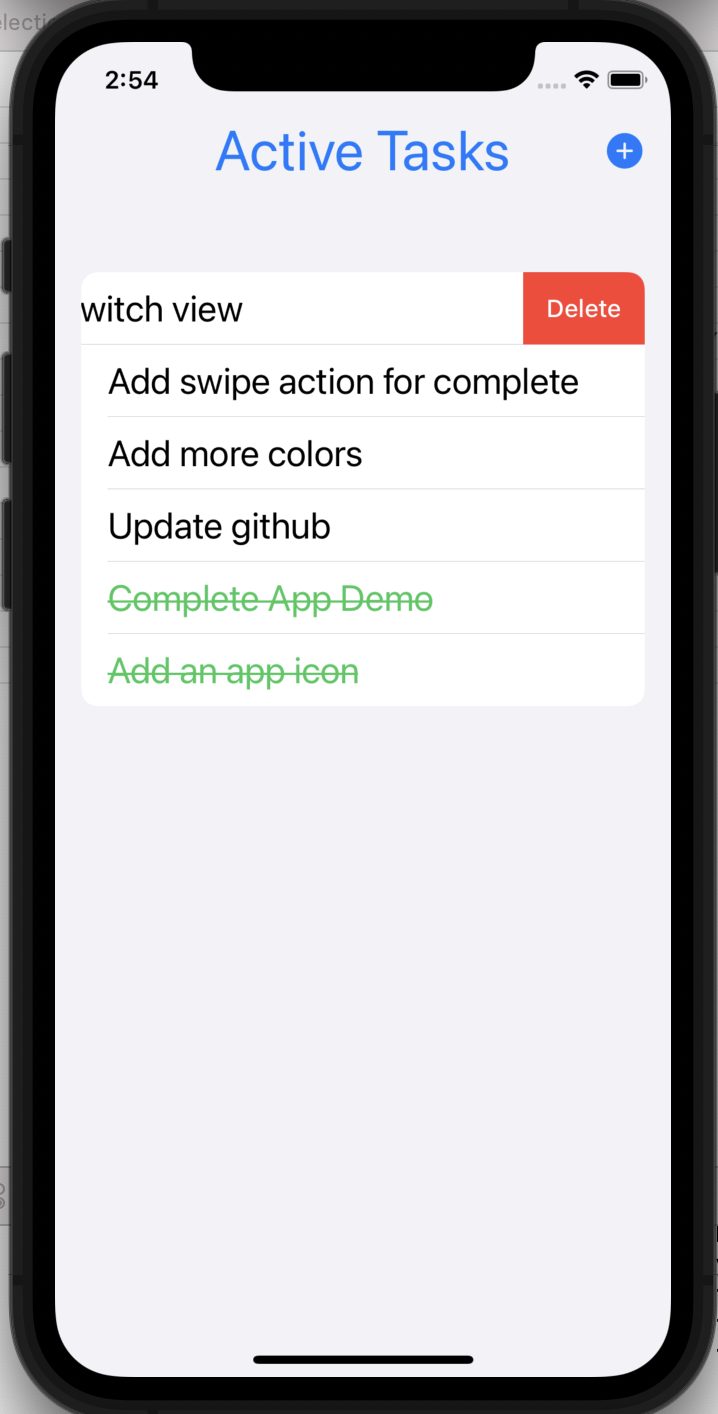 2:54
Active Tasks
witch view
Delete
Add swipe action for complete
Add more colors
Update github
Complete App Demo
Add an app icon